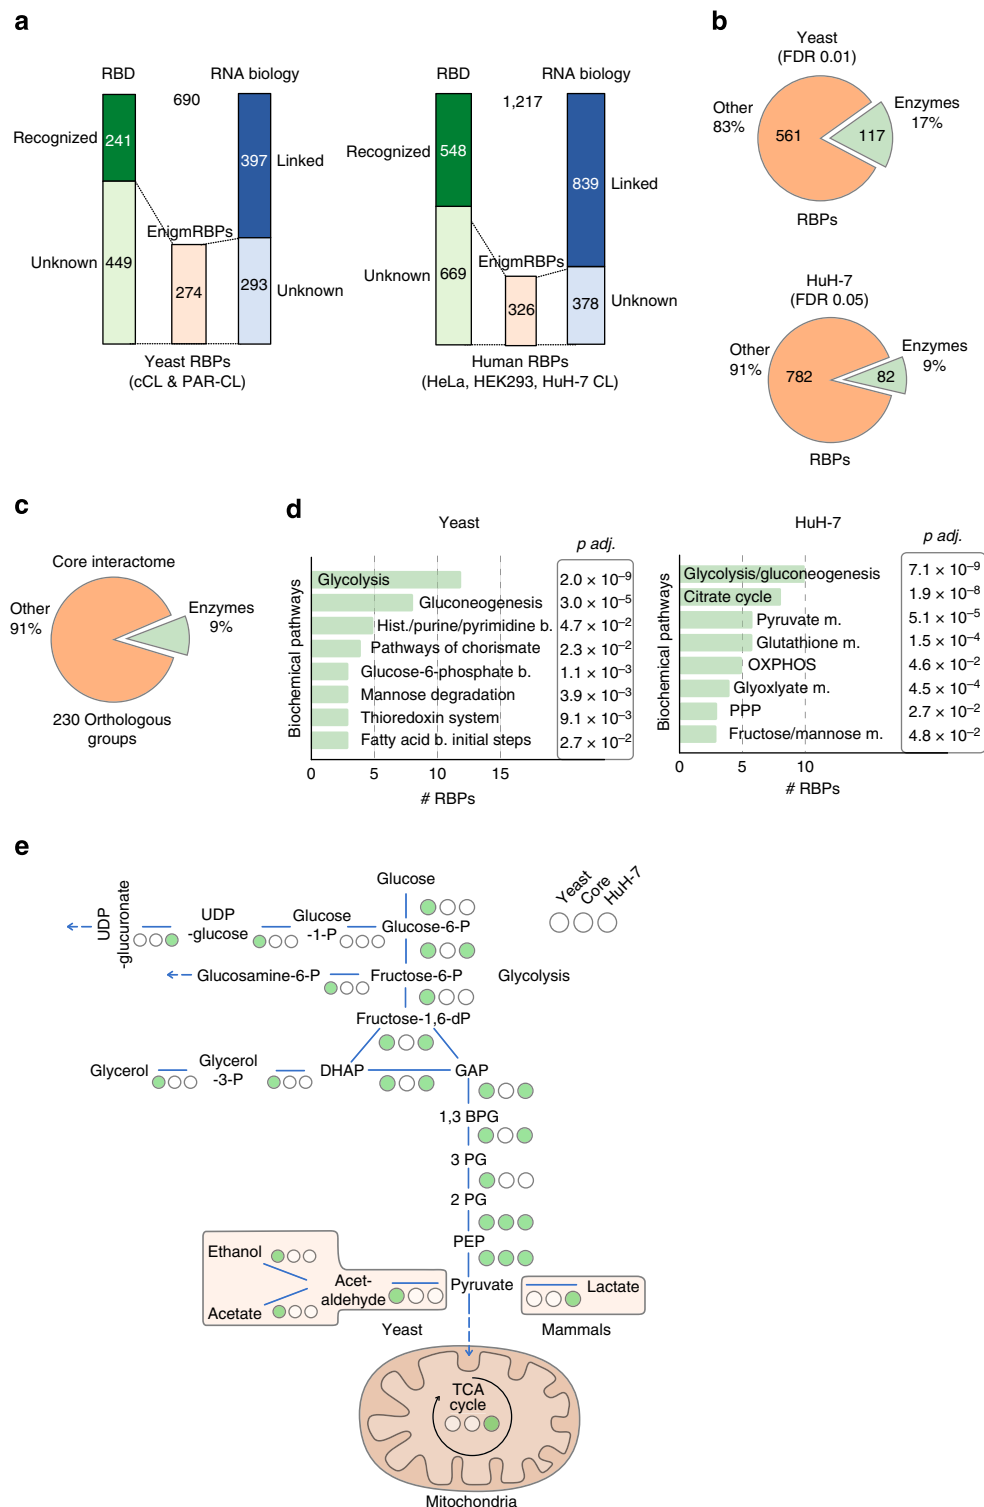 a
RBD
690
RNA biology
Recognized
241
397
Linked
EnigmRBPs
Unknown
449
274
293
Unknown
Yeast RBPs
(cCL & PAR-CL)
RBD
1,217
RNA biology
Recognized
548
839
Linked
EnigmRBPs
Unknown
669
326
378
Unknown
Human RBPs
(HeLa, HEK293, HuH-7 CL)
b
Yeast
(FDR 0.01)
Other
83%
561
117
Enzymes
17%
RBPs
HuH-7
(FDR 0.05)
Other
91%
782
82
Enzymes
9%
RBPs
c
Core interactome
Other
91%
Enzymes
9%
230 Orthologous
groups
d
Yeast
p adj.
Biochemical pathways
Glycolysis
2.0 × 10⁻⁹
Gluconeogenesis
3.0 × 10⁻⁵
Hist./purine/pyrimidine b.
4.7 × 10⁻²
Pathways of chorismate
2.3 × 10⁻²
Glucose-6-phosphate b.
1.1 × 10⁻³
Mannose degradation
3.9 × 10⁻³
Thioredoxin system
9.1 × 10⁻³
Fatty acid b. initial steps
2.7 × 10⁻²
0 5 10 15
# RBPs
HuH-7
p adj.
Biochemical pathways
Glycolysis/gluconeogenesis
7.1 × 10⁻⁹
Citrate cycle
1.9 × 10⁻⁸
Pyruvate m.
5.1 × 10⁻⁵
Glutathione m.
1.5 × 10⁻⁴
OXPHOS
4.6 × 10⁻²
Glyoxlyate m.
4.5 × 10⁻⁴
PPP
2.7 × 10⁻²
Fructose/mannose m.
4.8 × 10⁻²
0 5 10
# RBPs
e
Yeast
Core
HuH-7
Glucose
UDP
-glucuronate
UDP
-glucose
Glucose
-1-P
Glucose-6-P
Glucosamine-6-P
Fructose-6-P
Glycolysis
Fructose-1,6-dP
Glycerol
Glycerol
-3-P
DHAP
GAP
1,3 BPG
3 PG
2 PG
PEP
Ethanol
Acet-
aldehyde
Acetate
Pyruvate
Lactate
Yeast
Mammals
TCA
cycle
Mitochondria